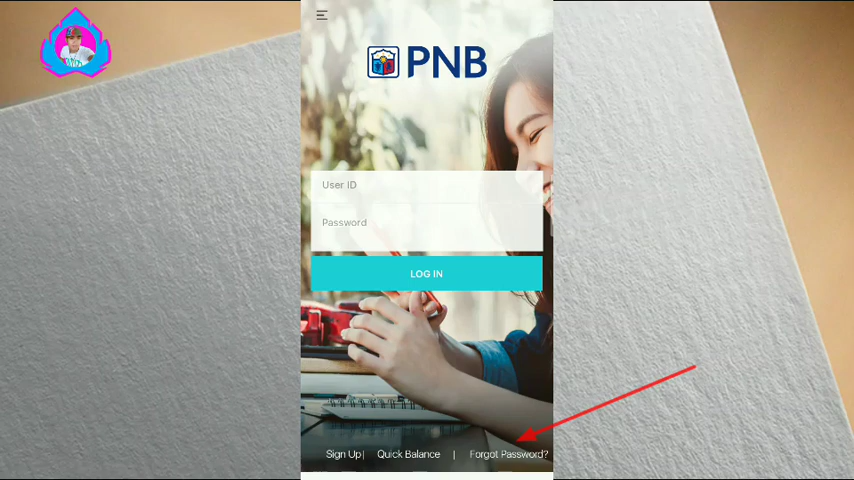 PNB
User ID
Password
LOG IN
Sign Up| Quick Balance | Forgot Password?